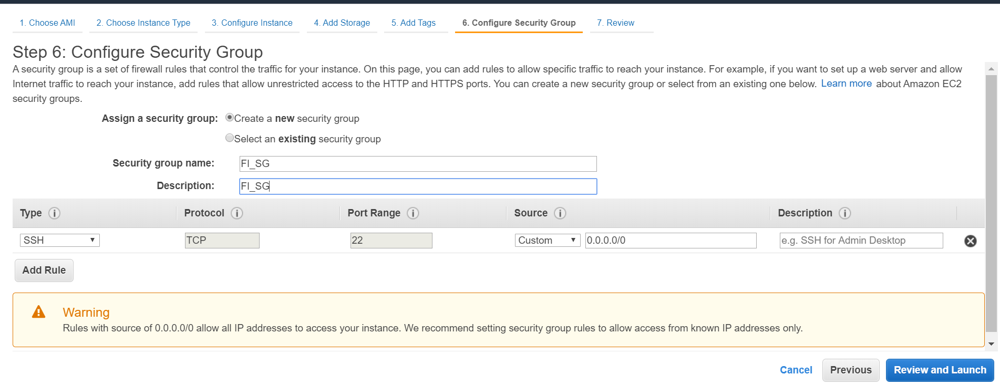 1. Choose AMI 2. Choose Instance Type 3. Configure Instance 4. Add Storage 5. Add Tags 6. Configure Security Group 7. Review
Step 6: Configure Security Group
A security group is a set of firewall rules that control the traffic for your instance. On this page, you can add rules to allow specific traffic to reach your instance. For example, if you want to set up a web server and allow
Internet traffic to reach your instance, add rules that allow unrestricted access to the HTTP and HTTPS ports. You can create a new security group or select from an existing one below. Learn more about Amazon EC2
security groups.
Assign a security group: Create a new security group
Select an existing security group
Security group name: FI_SG
Description: FI_SG
Type i Protocol i Port Range i Source i Description i
SSH TCP 22 Custom 0.0.0.0/0 e.g. SSH for Admin Desktop
Add Rule
Warning
Rules with source of 0.0.0.0/0 allow all IP addresses to access your instance. We recommend setting security group rules to allow access from known IP addresses only.
Cancel Previous Review and Launch